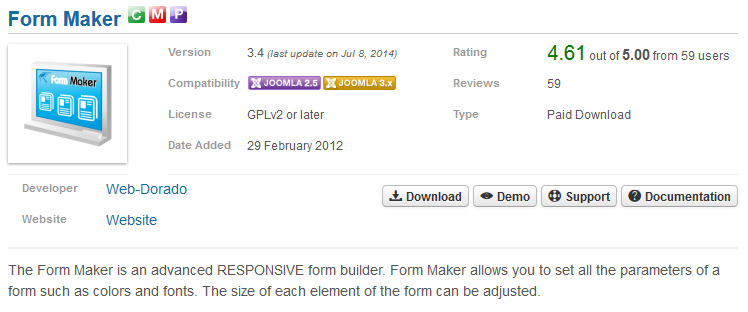 Form Maker C M P
Form Maker
Version 3.4 (last update on Jul 8, 2014)
Rating 4.61 out of 5.00 from 59 users
Compatibility JOOMLA 2.5 JOOMLA 3.x
Reviews 59
License GPLv2 or later
Type Paid Download
Date Added 29 February 2012
Developer Web-Dorado
Website Website
Download Demo Support Documentation
The Form Maker is an advanced RESPONSIVE form builder. Form Maker allows you to set all the parameters of a
form such as colors and fonts. The size of each element of the form can be adjusted.